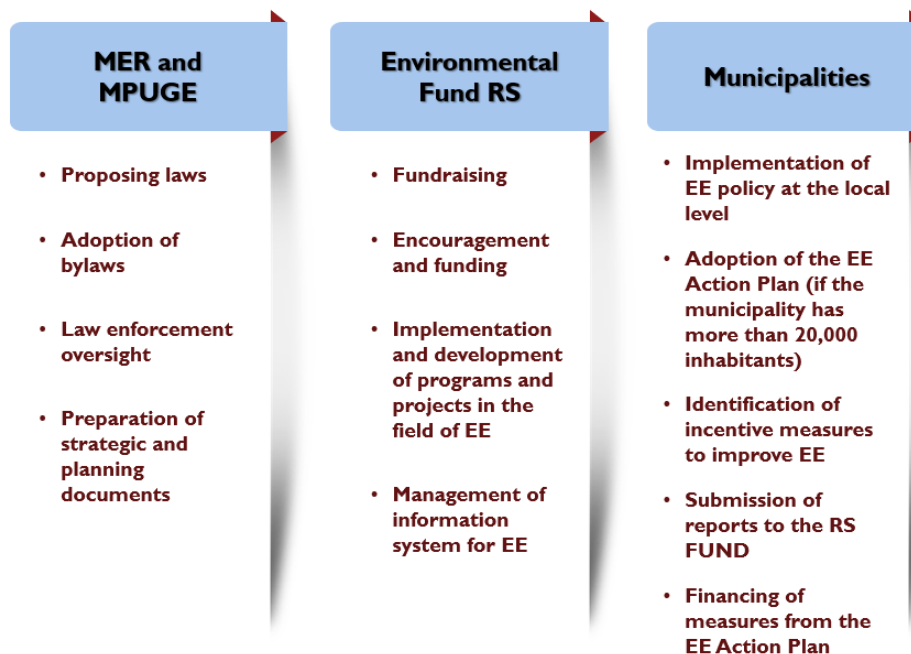 MER and
MPUGE
• Proposing laws
• Adoption of
bylaws
• Law enforcement
oversight
• Preparation of
strategic and
planning
documents
Environmental
Fund RS
• Fundraising
• Encouragement
and funding
• Implementation
and development
of programs and
projects in the
field of EE
• Management of
information
system for EE
Municipalities
• Implementation of
EE policy at the local
level
• Adoption of the EE
Action Plan (if the
municipality has
more than 20,000
inhabitants)
• Identification of
incentive measures
to improve EE
• Submission of
reports to the RS
FUND
• Financing of
measures from the
EE Action Plan